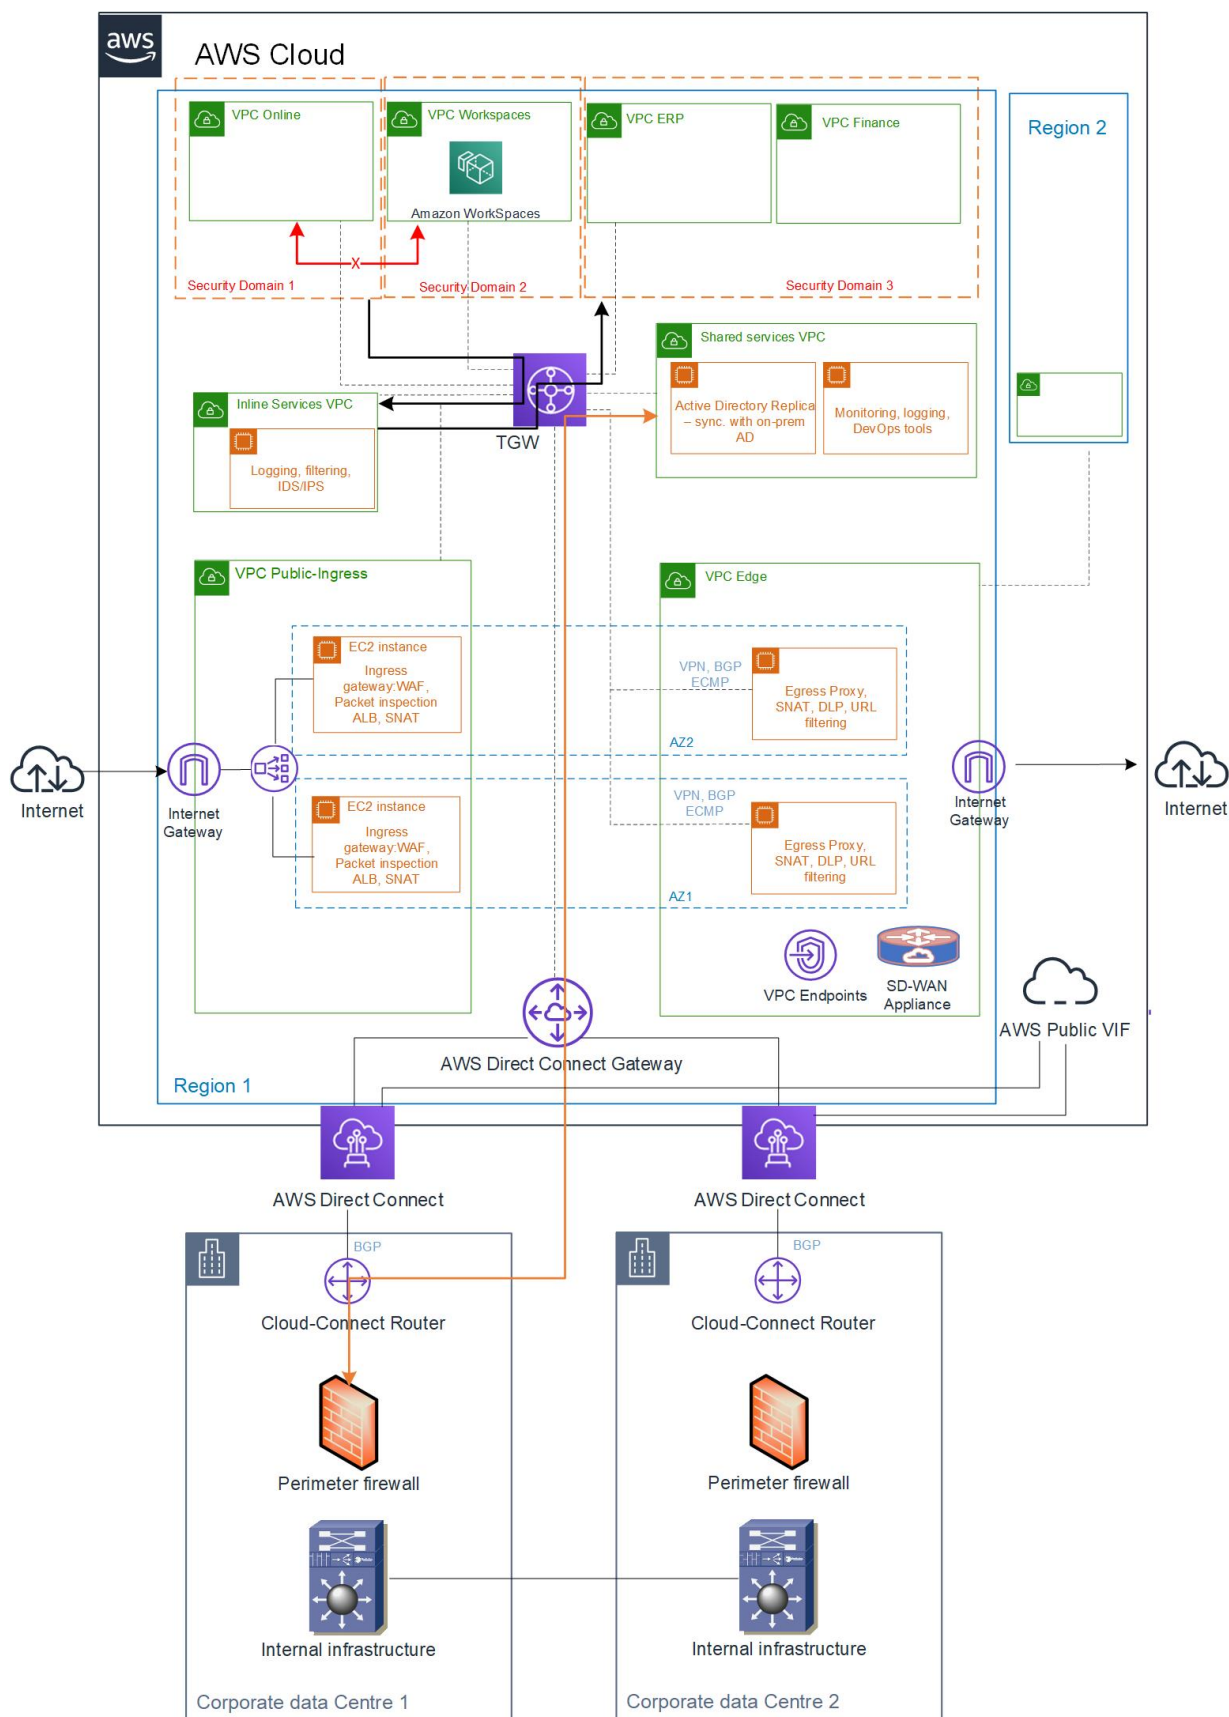 aws
AWS Cloud
VPC Online
VPC Workspaces
VPC ERP
VPC Finance
Region 2
Amazon WorkSpaces
X
Security Domain 1
Security Domain 2
Security Domain 3
Shared services VPC
Active Directory Replica
– sync. with on-prem
AD
Monitoring, logging,
DevOps tools
Inline Services VPC
Logging, filtering,
IDS/IPS
TGW
VPC Public-Ingress
VPC Edge
EC2 instance
Ingress
gateway:WAF,
Packet inspection
ALB, SNAT
VPN, BGP
ECMP
Egress Proxy,
SNAT, DLP, URL
filtering
AZ2
Internet
Internet
Gateway
EC2 instance
Ingress
gateway:WAF,
Packet inspection
ALB, SNAT
VPN, BGP
ECMP
Egress Proxy,
SNAT, DLP, URL
filtering
AZ1
Internet
Gateway
Internet
VPC Endpoints
SD-WAN
Appliance
AWS Public VIF
AWS Direct Connect Gateway
Region 1
AWS Direct Connect
AWS Direct Connect
BGP
BGP
Cloud-Connect Router
Cloud-Connect Router
Perimeter firewall
Perimeter firewall
Internal infrastructure
Internal infrastructure
Corporate data Centre 1
Corporate data Centre 2